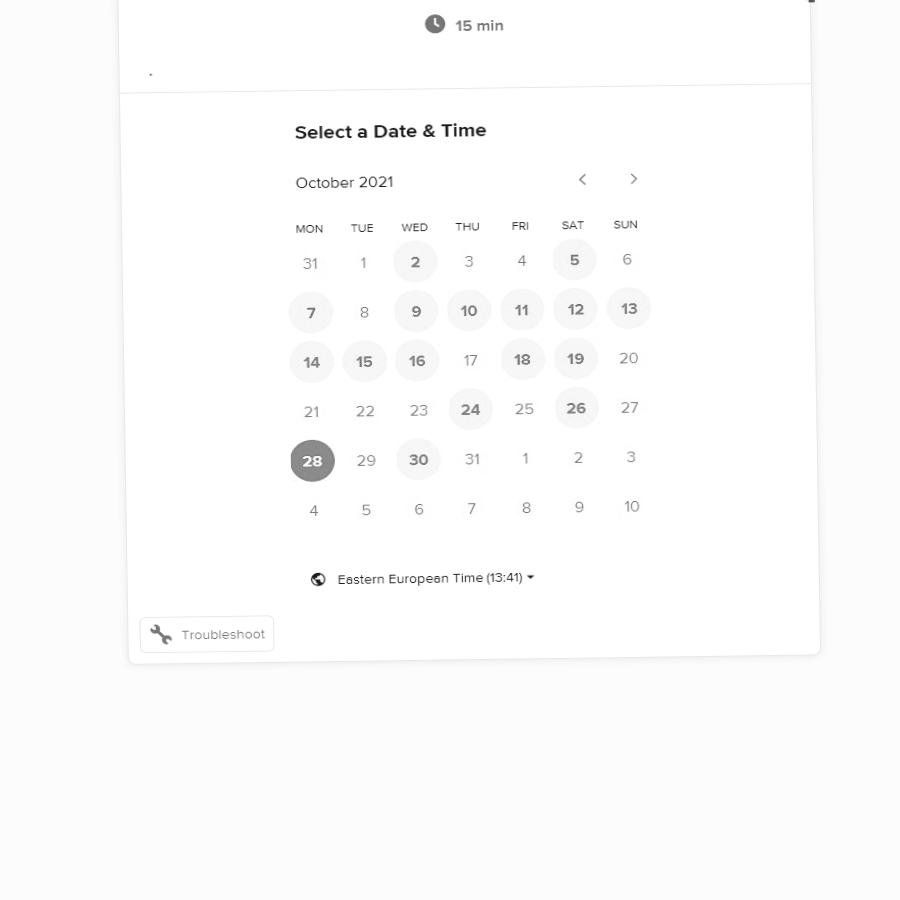 15 min
.
Select a Date & Time
October 2021
MON TUE WED THU FRI SAT SUN
31 1 2 3 4 5 6
7 8 9 10 11 12 13
14 15 16 17 18 19 20
21 22 23 24 25 26 27
28 29 30 31 1 2 3
4 5 6 7 8 9 10
Eastern European Time (13:41)
Troubleshoot